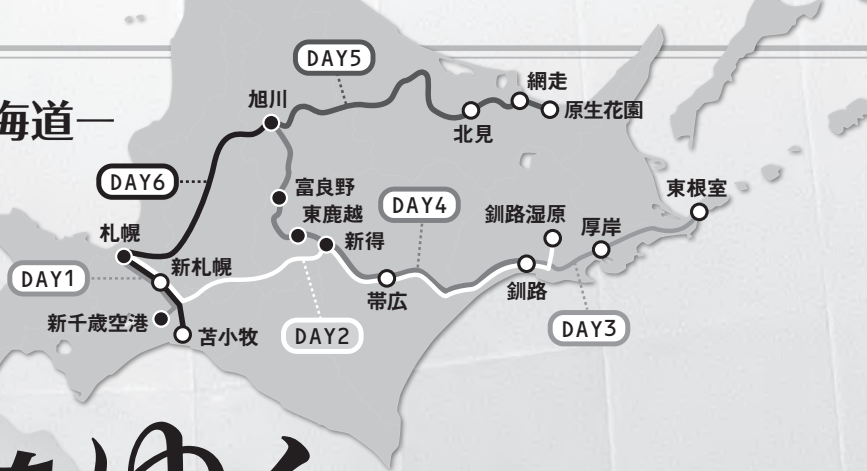 DAY5
網走
旭川
原生花園
海道―
北見
DAY6
富良野
東根室
東鹿越
DAY4
釧路湿原
厚岸
札幌
新得
新札幌
DAY1
帯広
釧路
新千歳空港
苫小牧
DAY2
DAY3
ゆく